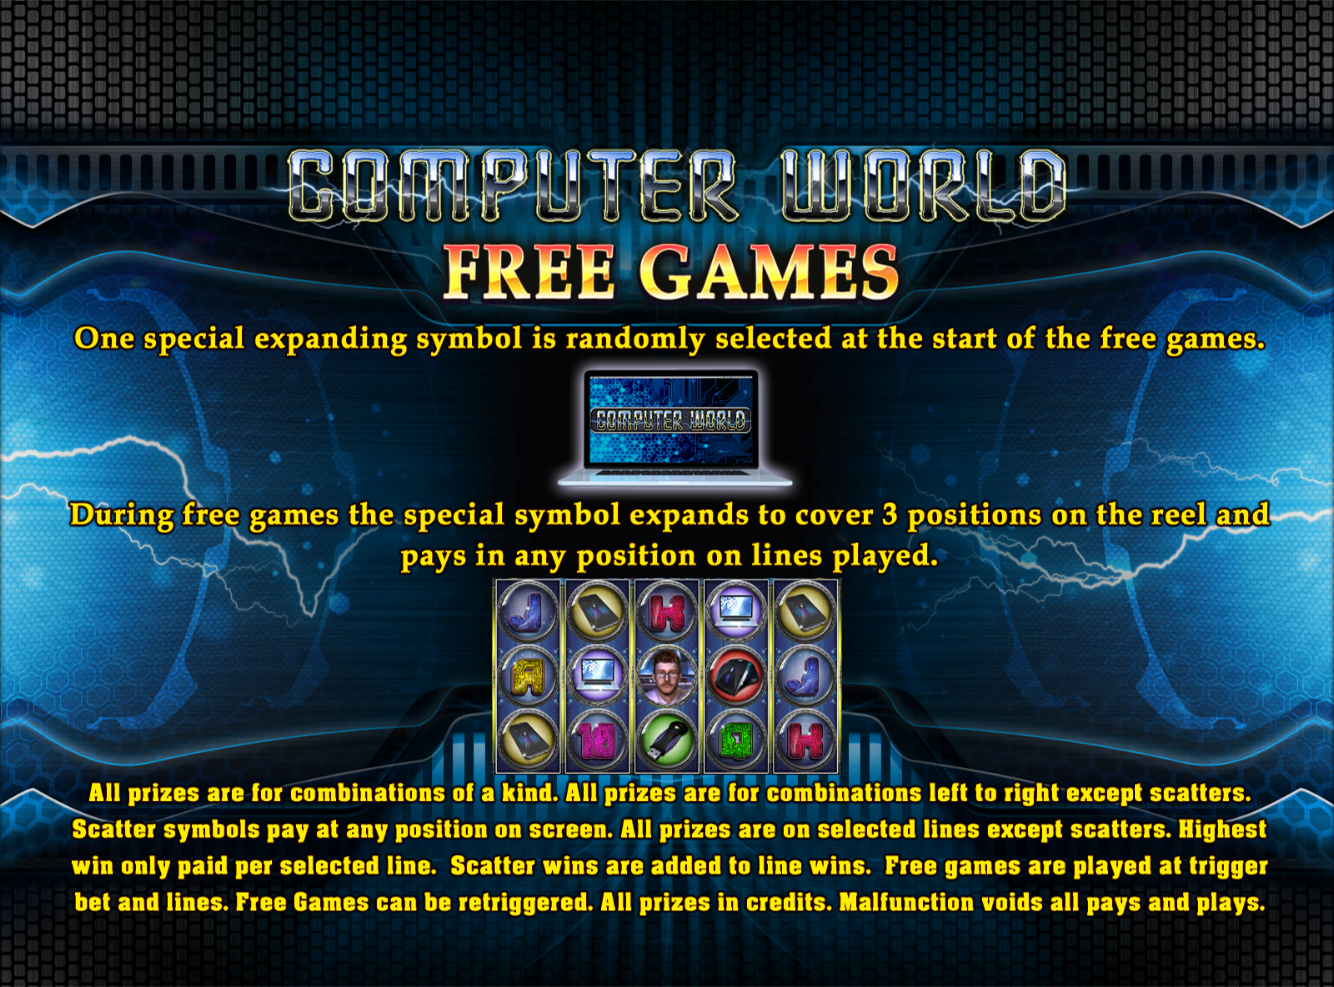 COMPUTER WORLD
FREE GAMES
One special expanding symbol is randomly selected at the start of the free games.
COMPUTER WORLD
During free games the special symbol expands to cover 3 positions on the reel and
pays in any position on lines played.
J K
A J
10 Q K
All prizes are for combinations of a kind. All prizes are for combinations left to right except scatters.
Scatter symbols pay at any position on screen. All prizes are on selected lines except scatters. Highest
win only paid per selected line. Scatter wins are added to line wins. Free games are played at trigger
bet and lines. Free Games can be retriggered. All prizes in credits. Malfunction voids all pays and plays.